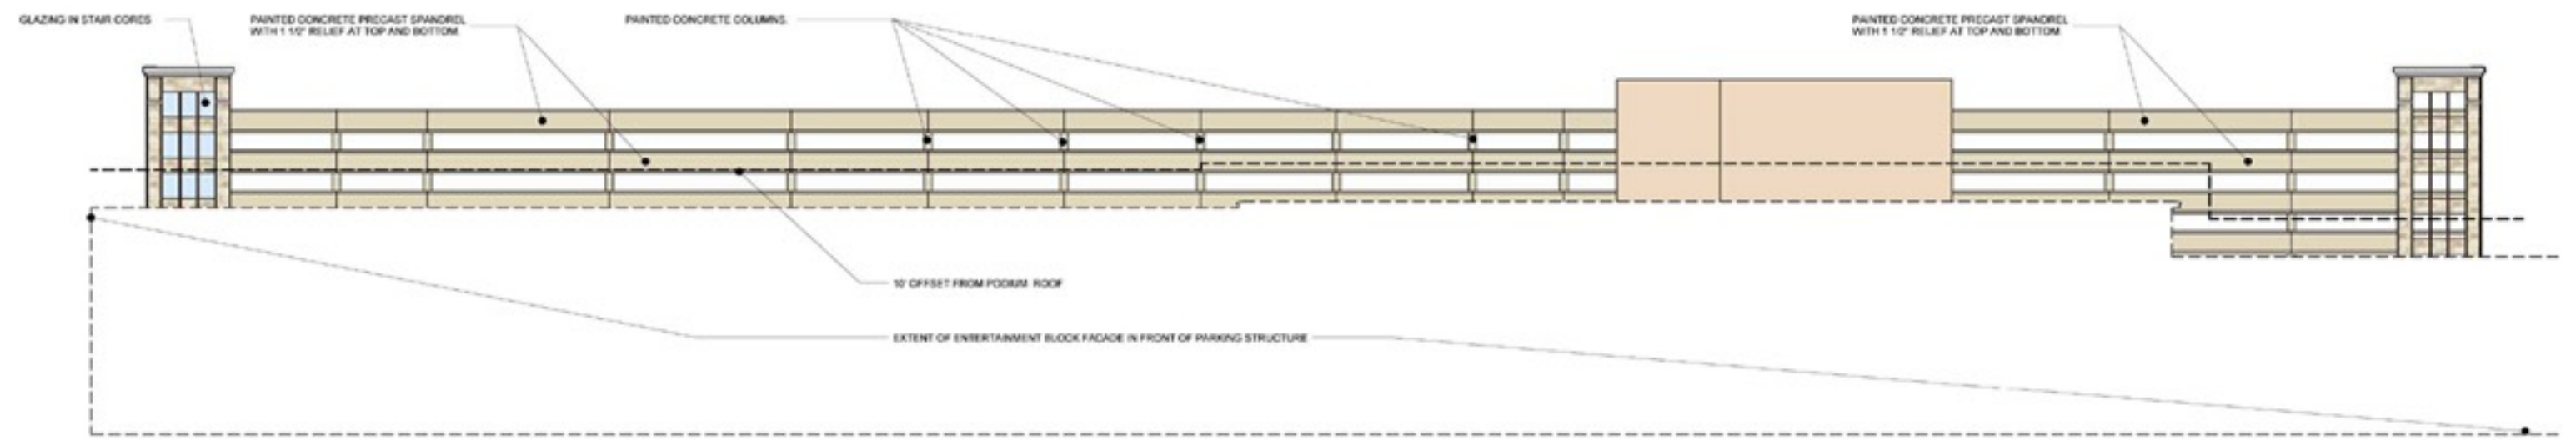 GLAZING IN STAIR CORES
PAINTED CONCRETE PRECAST SPANDREL
WITH 1 1/2" RELIEF AT TOP AND BOTTOM.
PAINTED CONCRETE COLUMNS.
PAINTED CONCRETE PRECAST SPANDREL
WITH 1 1/2" RELIEF AT TOP AND BOTTOM
10' OFFSET FROM PODIUM ROOF
EXTENT OF ENTERTAINMENT BLOCK FACADE IN FRONT OF PARKING STRUCTURE